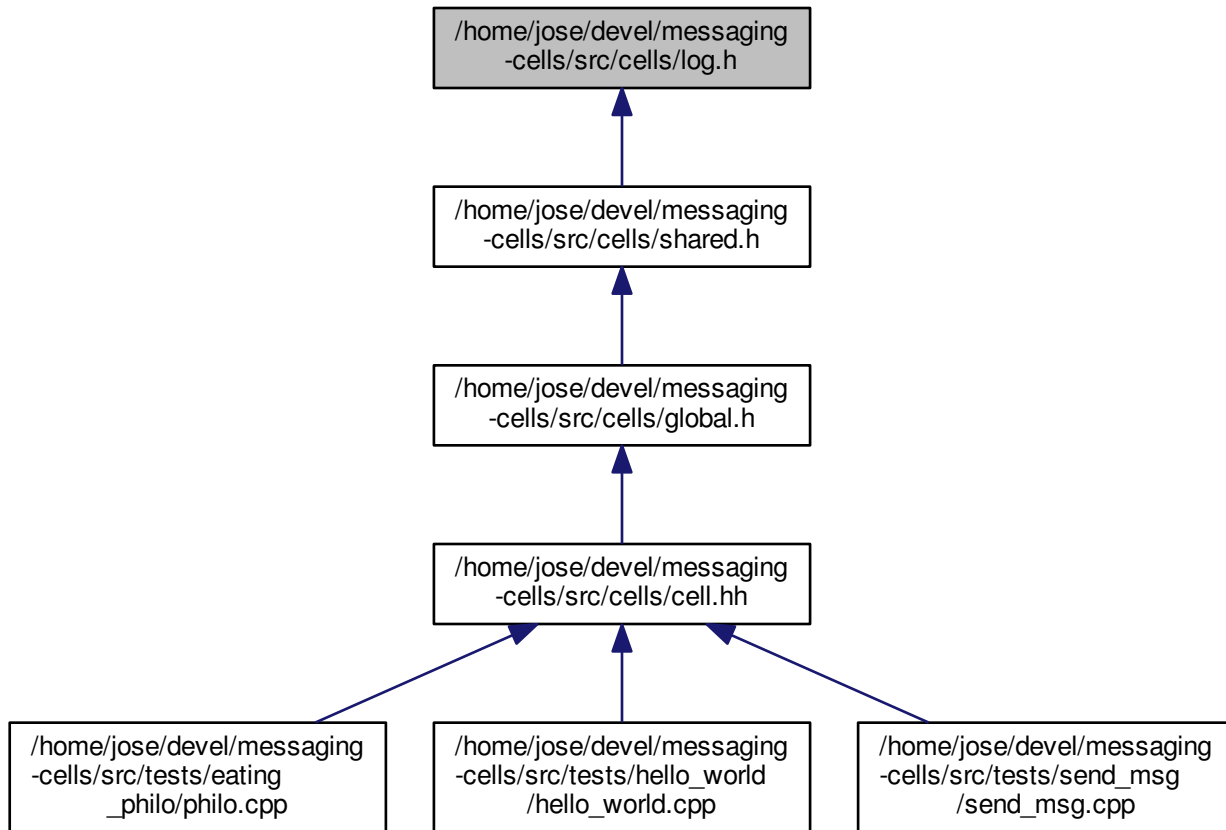 /home/jose/devel/messaging
-cells/src/cells/log.h
/home/jose/devel/messaging
-cells/src/cells/shared.h
/home/jose/devel/messaging
-cells/src/cells/global.h
/home/jose/devel/messaging
-cells/src/cells/cell.hh
/home/jose/devel/messaging
-cells/src/tests/eating
_philo/philo.cpp
/home/jose/devel/messaging
-cells/src/tests/hello_world
/hello_world.cpp
/home/jose/devel/messaging
-cells/src/tests/send_msg
/send_msg.cpp